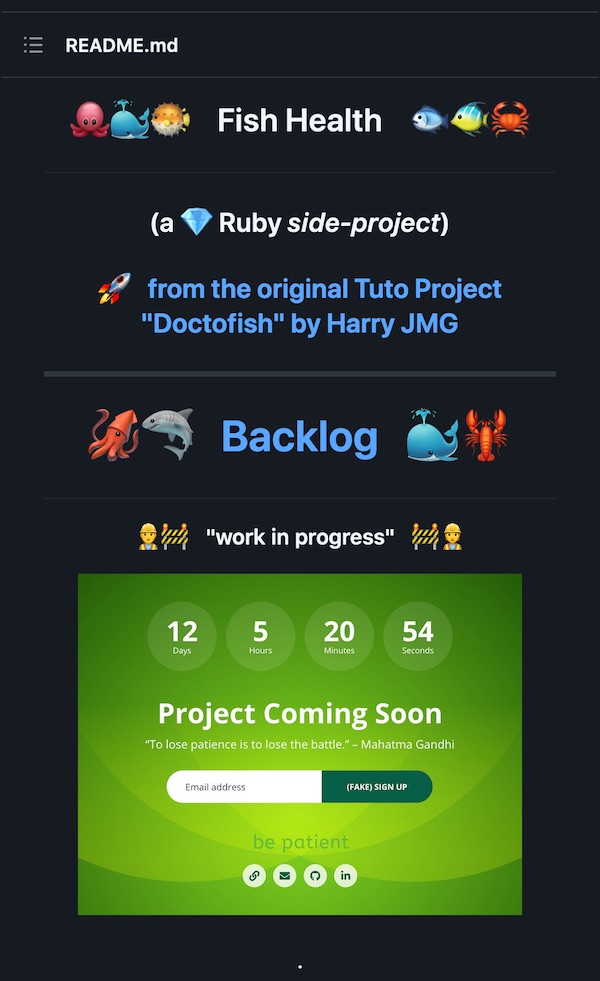 README.md
Fish Health
(a 💎 Ruby side-project)
🚀 from the original Tuto Project
"Doctofish" by Harry JMG
Backlog
"work in progress"
12 5 20 54
Days Hours Minutes Seconds
Project Coming Soon
“To lose patience is to lose the battle.” – Mahatma Gandhi
Email address (FAKE) SIGN UP
be patient
in
.